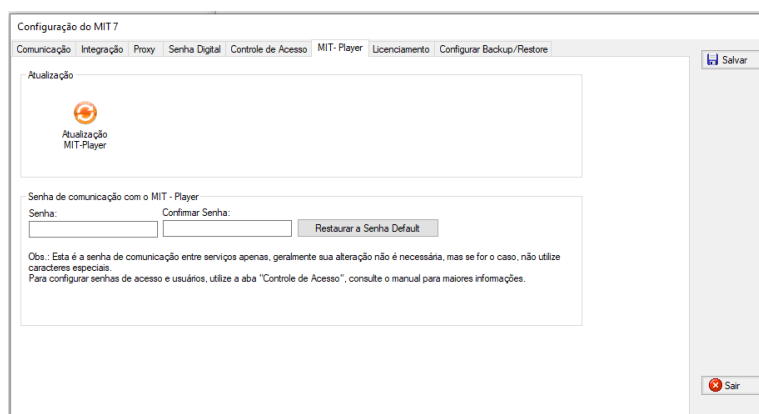 Configuração do MIT 7
Comunicação Integração Proxy Senha Digital Controle de Acesso MIT- Player Licenciamento Configurar Backup/Restore
Salvar
Atualização
Atualização
MIT-Player
Senha de comunicação com o MIT - Player
Senha: Confirmar Senha:
Restaurar a Senha Default
Obs.: Esta é a senha de comunicação entre serviços apenas, geralmente sua alteração não é necessária, mas se for o caso, não utilize
caracteres especiais.
Para configurar senhas de acesso e usuários, utilize a aba "Controle de Acesso", consulte o manual para maiores informações.
Sair